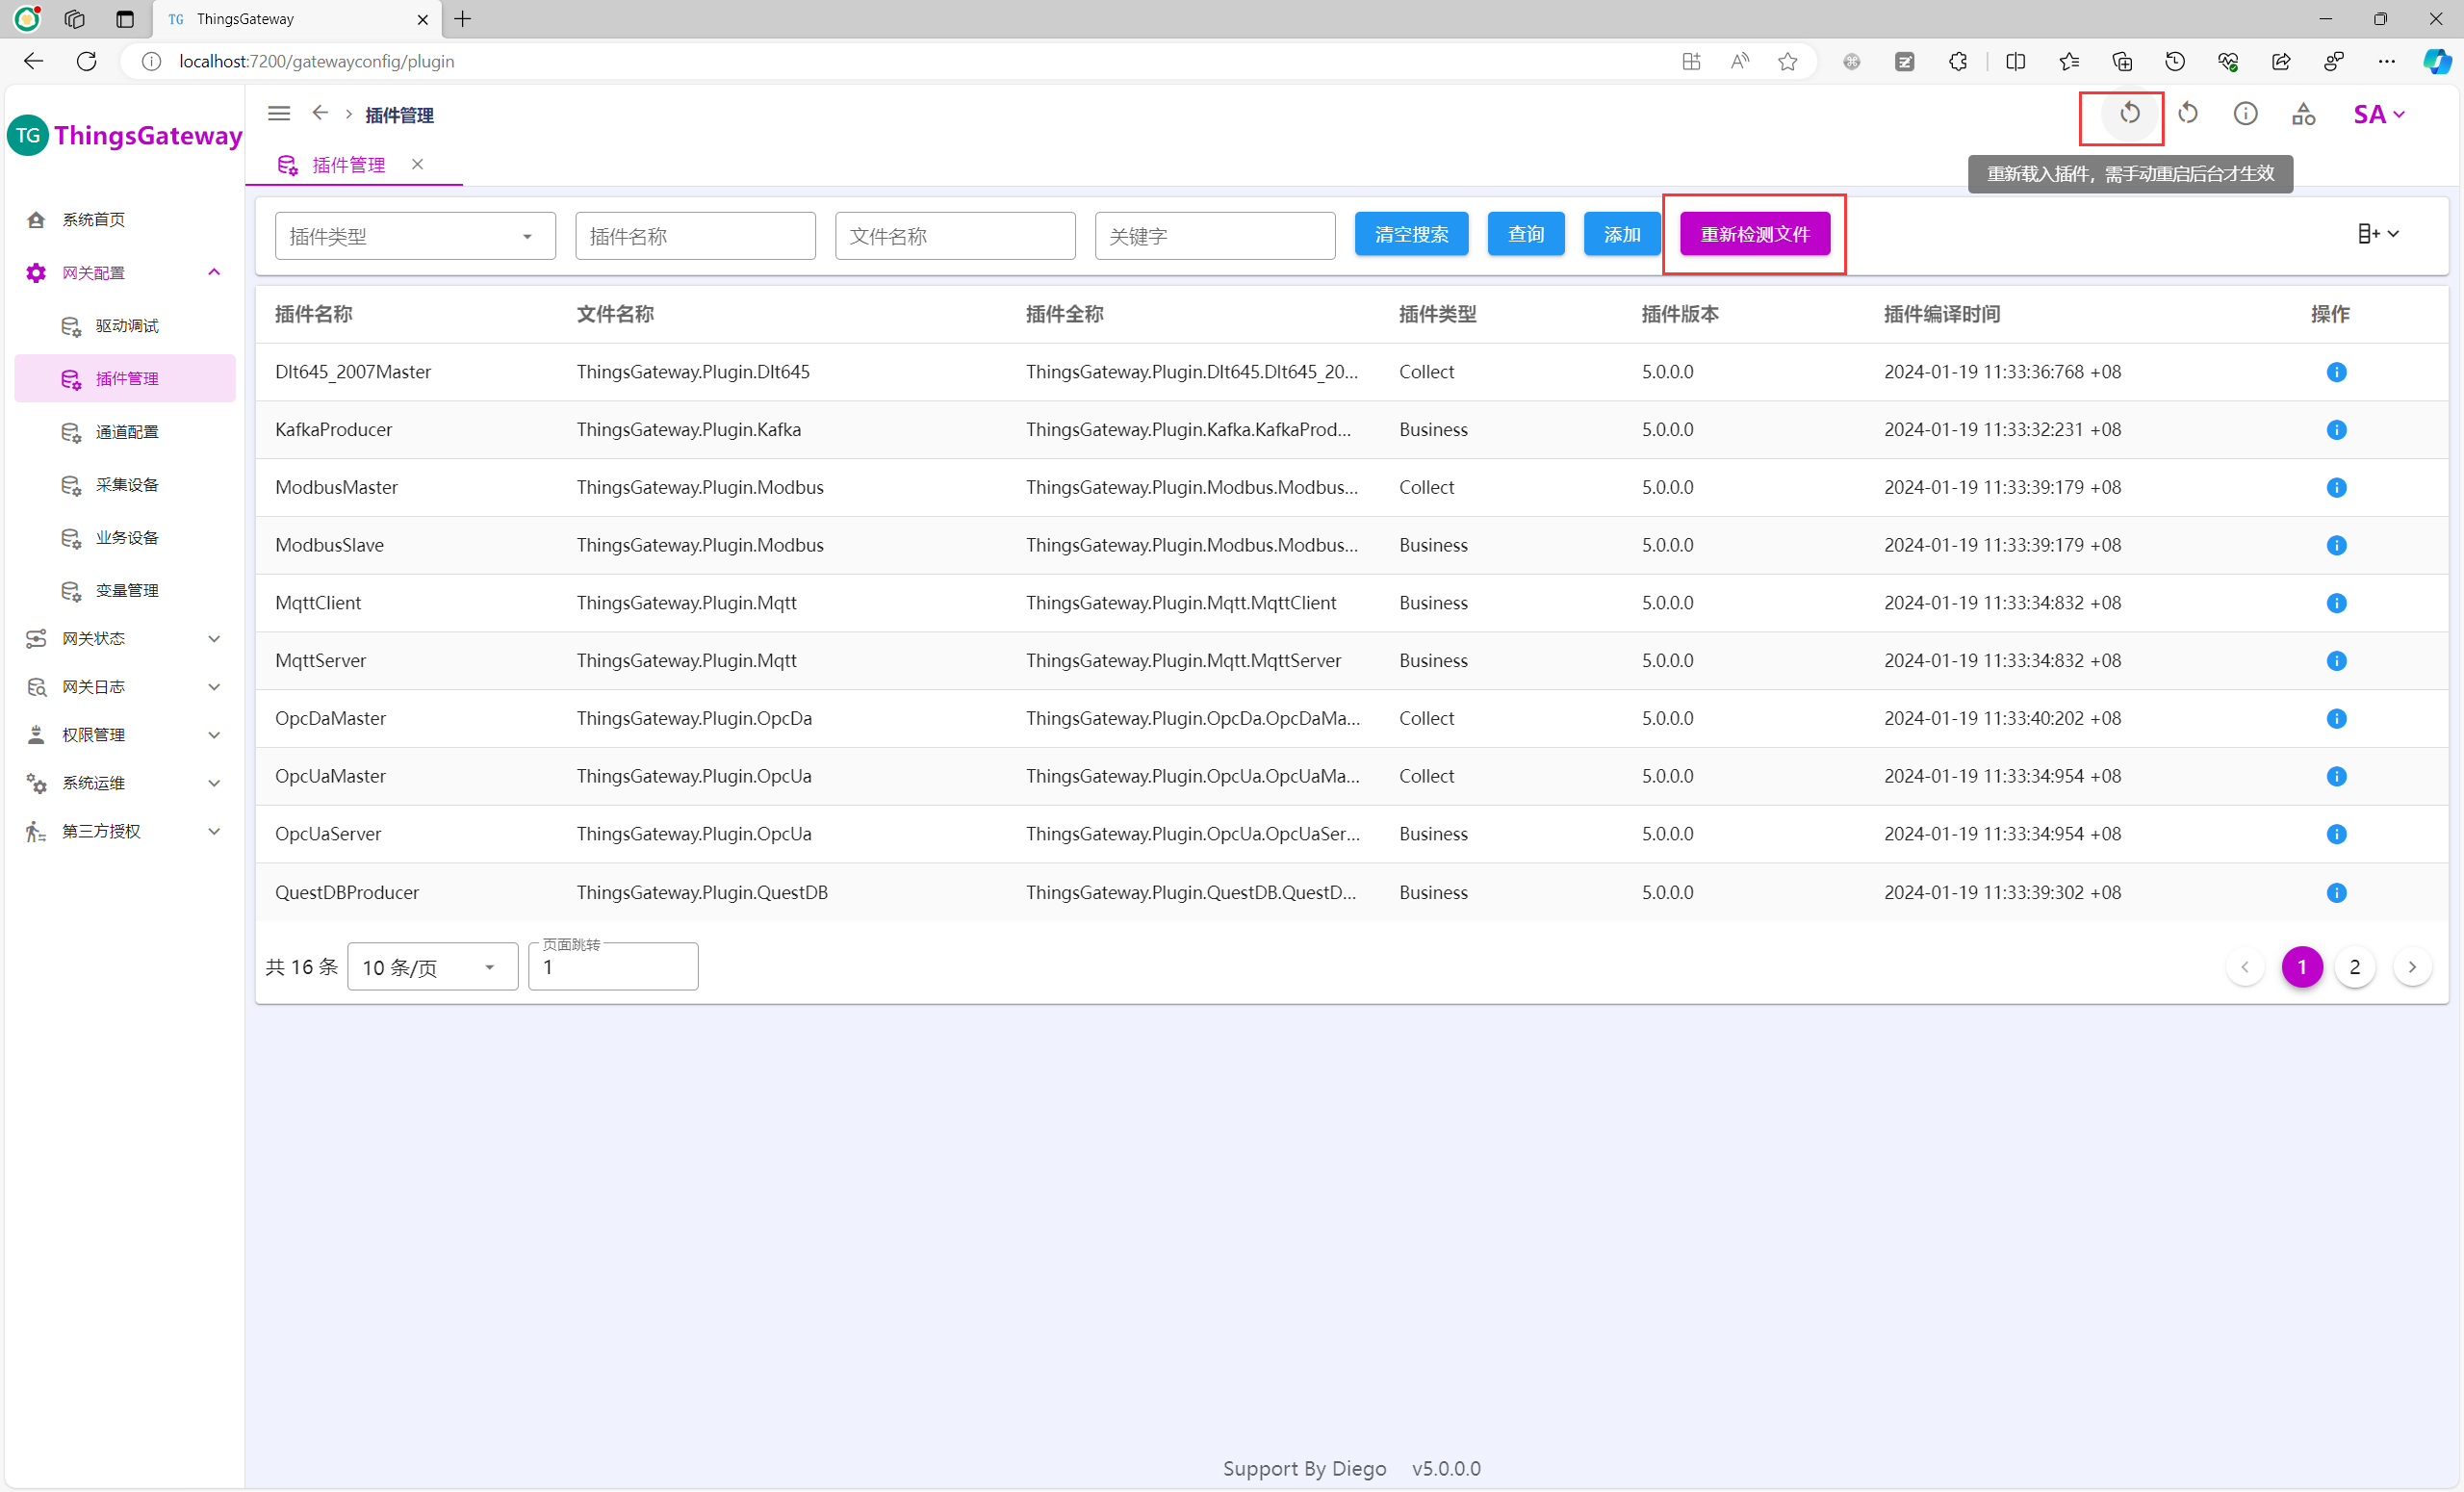 TG ThingsGateway
localhost:7200/gatewayconfig/plugin
TG ThingsGateway
插件管理
SA
插件管理
重新载入插件，需手动重启后台才生效
系统首页
网关配置
驱动调试
插件管理
通道配置
采集设备
业务设备
变量管理
网关状态
网关日志
权限管理
系统运维
第三方授权
插件类型 插件名称 文件名称 关键字 清空搜索 查询 添加 重新检测文件
插件名称 文件名称 插件全称 插件类型 插件版本 插件编译时间 操作
Dlt645_2007Master ThingsGateway.Plugin.Dlt645 ThingsGateway.Plugin.Dlt645.Dlt645_20... Collect 5.0.0.0 2024-01-19 11:33:36:768 +08
KafkaProducer ThingsGateway.Plugin.Kafka ThingsGateway.Plugin.Kafka.KafkaProd... Business 5.0.0.0 2024-01-19 11:33:32:231 +08
ModbusMaster ThingsGateway.Plugin.Modbus ThingsGateway.Plugin.Modbus.Modbus... Collect 5.0.0.0 2024-01-19 11:33:39:179 +08
ModbusSlave ThingsGateway.Plugin.Modbus ThingsGateway.Plugin.Modbus.Modbus... Business 5.0.0.0 2024-01-19 11:33:39:179 +08
MqttClient ThingsGateway.Plugin.Mqtt ThingsGateway.Plugin.Mqtt.MqttClient Business 5.0.0.0 2024-01-19 11:33:34:832 +08
MqttServer ThingsGateway.Plugin.Mqtt ThingsGateway.Plugin.Mqtt.MqttServer Business 5.0.0.0 2024-01-19 11:33:34:832 +08
OpcDaMaster ThingsGateway.Plugin.OpcDa ThingsGateway.Plugin.OpcDa.OpcDaMa... Collect 5.0.0.0 2024-01-19 11:33:40:202 +08
OpcUaMaster ThingsGateway.Plugin.OpcUa ThingsGateway.Plugin.OpcUa.OpcUaMa... Collect 5.0.0.0 2024-01-19 11:33:34:954 +08
OpcUaServer ThingsGateway.Plugin.OpcUa ThingsGateway.Plugin.OpcUa.OpcUaSer... Business 5.0.0.0 2024-01-19 11:33:34:954 +08
QuestDBProducer ThingsGateway.Plugin.QuestDB ThingsGateway.Plugin.QuestDB.QuestD... Business 5.0.0.0 2024-01-19 11:33:39:302 +08
页面跳转
共 16 条 10 条/页 1 1 2
Support By Diego v5.0.0.0